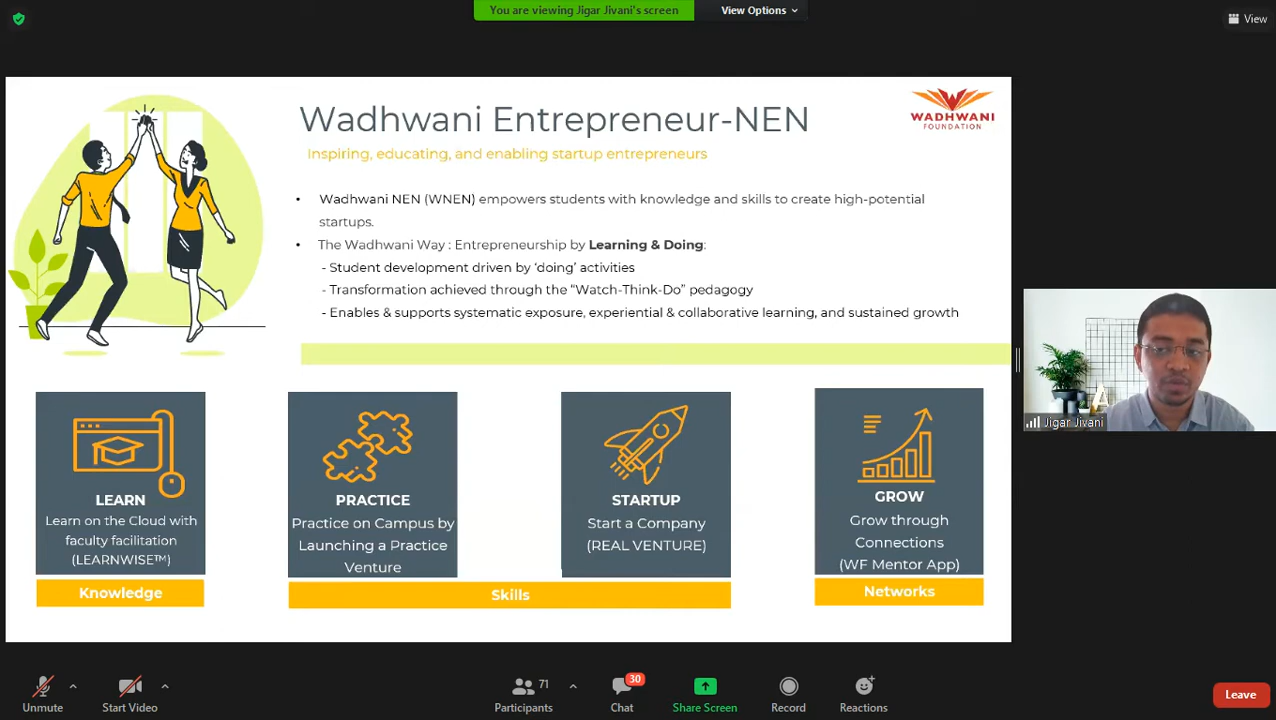 You are viewing Jigar Jivani's screen
View Options
View
Wadhwani Entrepreneur-NEN
WADHWANI
FOUNDATION
Inspiring, educating, and enabling startup entrepreneurs
• Wadhwani NEN (WNEN) empowers students with knowledge and skills to create high-potential
startups.
• The Wadhwani Way : Entrepreneurship by Learning & Doing:
- Student development driven by ‘doing’ activities
- Transformation achieved through the “Watch-Think-Do” pedagogy
- Enables & supports systematic exposure, experiential & collaborative learning, and sustained growth
LEARN
Learn on the Cloud with
faculty facilitation
(LEARNWISE™)
Knowledge
PRACTICE
Practice on Campus by
Launching a Practice
Venture
STARTUP
Start a Company
(REAL VENTURE)
Skills
GROW
Grow through
Connections
(WF Mentor App)
Networks
Jigar Jivani
Unmute
Start Video
71
Participants
30
Chat
Share Screen
Record
Reactions
Leave